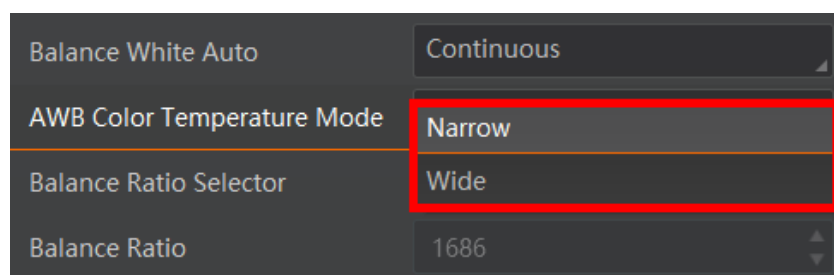 Balance White Auto Continuous
AWB Color Temperature Mode Narrow
Balance Ratio Selector Wide
Balance Ratio 1686